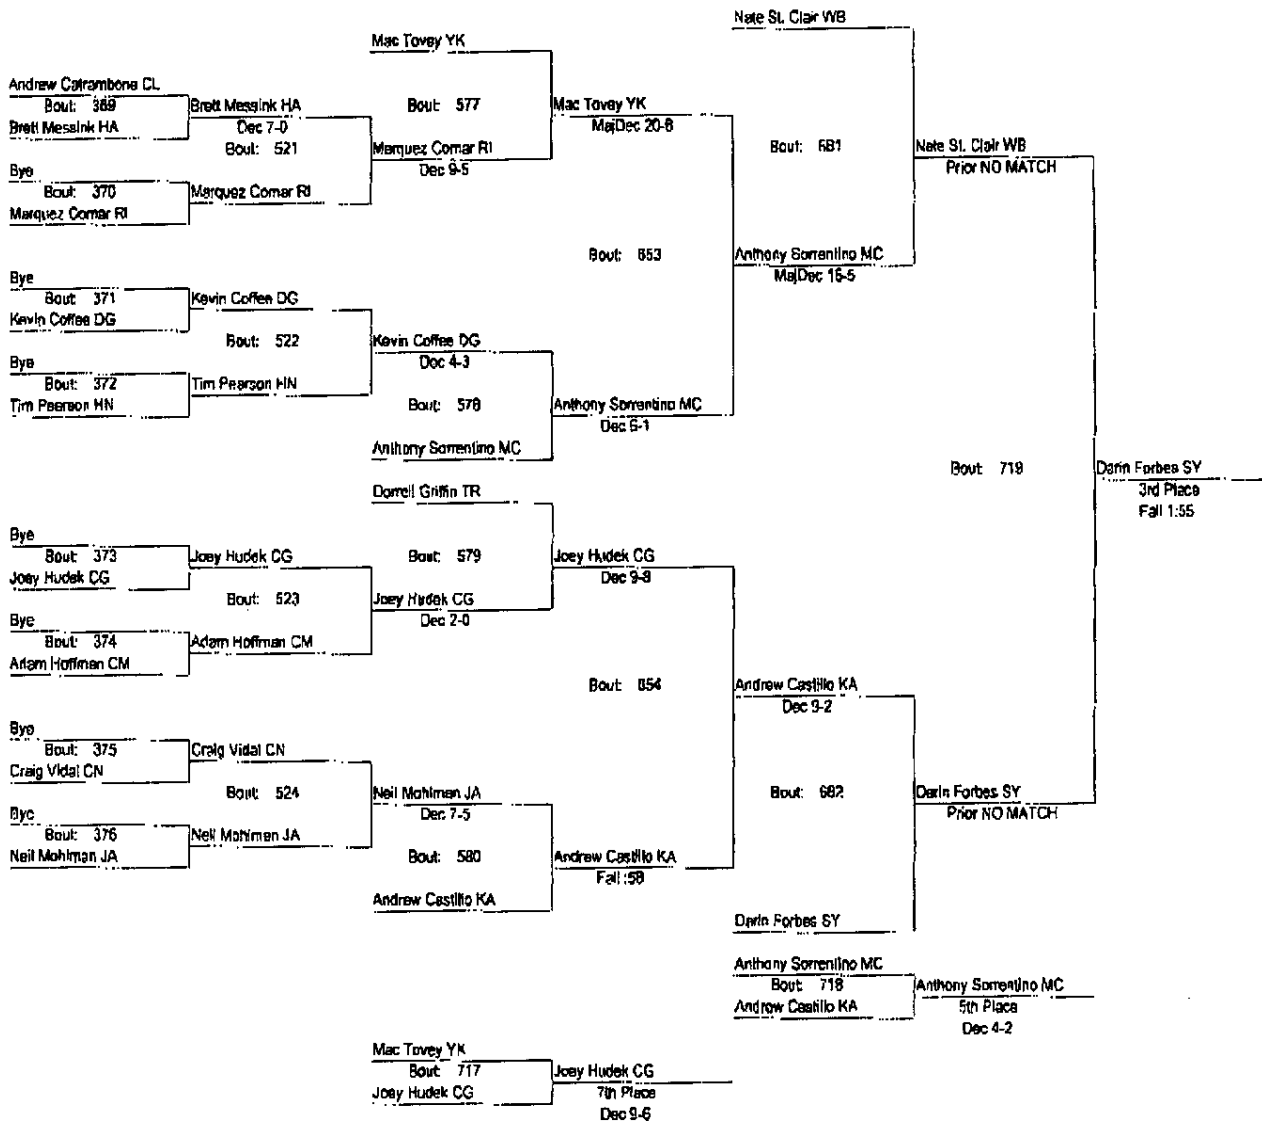 Nate St. Clair WB
Mac Tovey YK
Andrew Catrambone CL
Bout: 369
Brett Messink HA
Brett Messink HA
Dec 7-0
Bout: 577
Mac Tovey YK
MajDec 20-8
Bout: 521
Marquez Comar RI
Dec 9-5
Bout: 681
Nate St. Clair WB
Prior NO MATCH
Bye
Bout: 370
Marquez Comar RI
Marquez Comar RI
Bout: 653
Anthony Sorrentino MC
MajDec 16-5
Bye
Bout: 371
Kevin Coffee DG
Kevin Coffee DG
Bout: 522
Kevin Coffee DG
Dec 4-3
Bye
Bout: 372
Tim Pearson HN
Tim Pearson HN
Bout: 578
Anthony Sorrentino MC
Dec 6-1
Anthony Sorrentino MC
Bout: 719
Darin Forbes SY
3rd Place
Fall 1:55
Darrell Griffin TR
Bye
Bout: 373
Joey Hudek CG
Joey Hudek CG
Bout: 579
Joey Hudek CG
Dec 9-8
Bout: 523
Joey Hudek CG
Dec 2-0
Bye
Bout: 374
Adam Hoffman CM
Adam Hoffman CM
Bout: 654
Andrew Castillo KA
Dec 9-2
Bye
Bout: 375
Craig Vidal CN
Craig Vidal CN
Bout: 524
Neil Mohlman JA
Dec 7-5
Bout: 682
Darin Forbes SY
Prior NO MATCH
Bye
Bout: 376
Neil Mohlman JA
Neil Mohlman JA
Bout: 580
Andrew Castillo KA
Fall :58
Andrew Castillo KA
Darin Forbes SY
Anthony Sorrentino MC
Bout: 718
Andrew Castillo KA
Anthony Sorrentino MC
5th Place
Dec 4-2
Mac Tovey YK
Bout: 717
Joey Hudek CG
Joey Hudek CG
7th Place
Dec 9-6